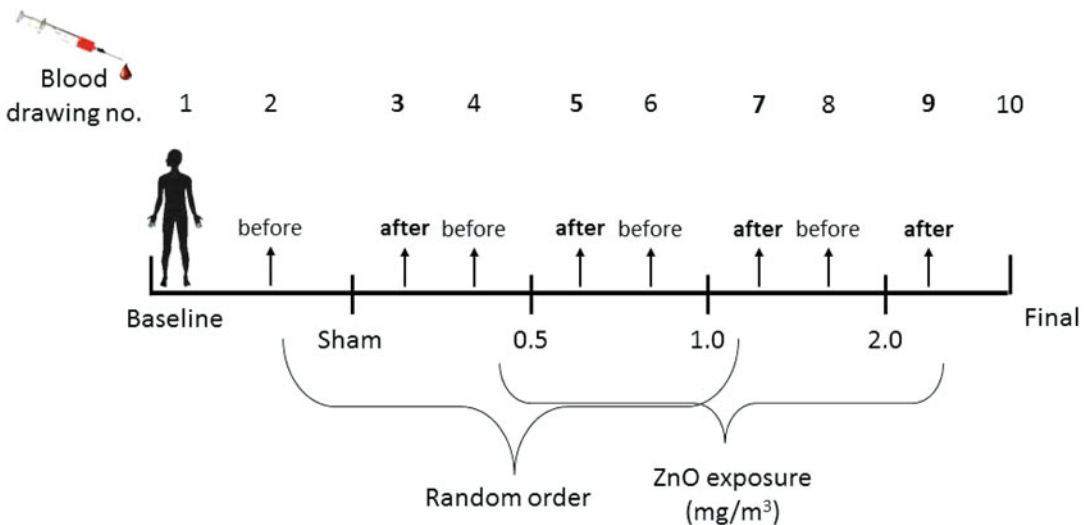 Blood
drawing no. 1 2 3 4 5 6 7 8 9 10
before after before after before after before after
Baseline Sham 0.5 1.0 2.0 Final
Random order
ZnO exposure
(mg/m³)